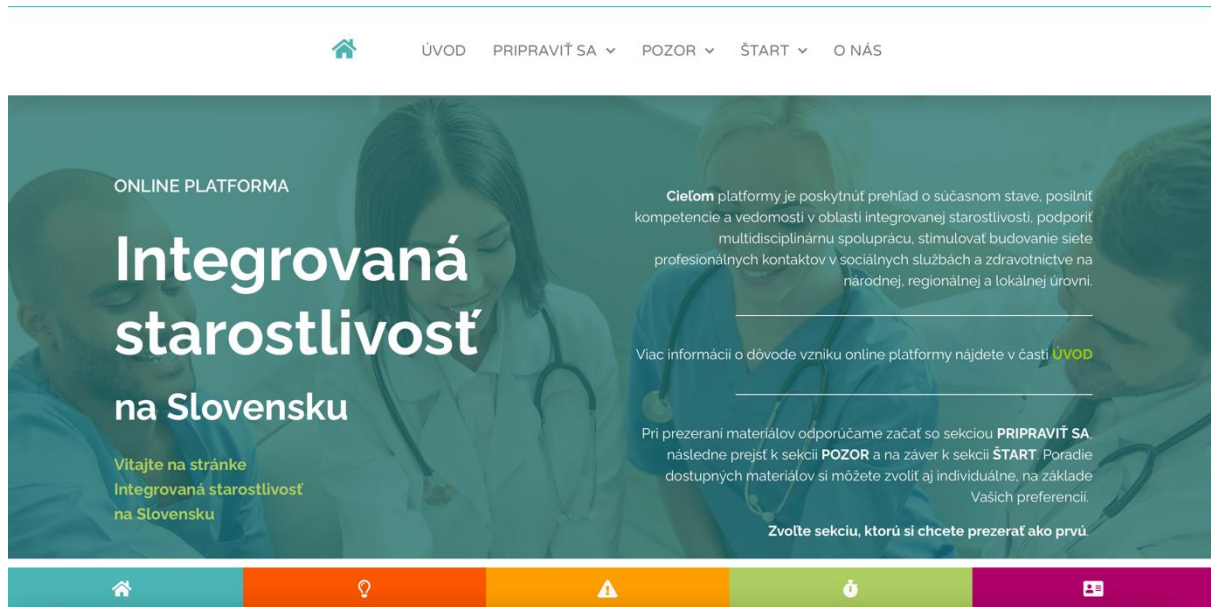 ÚVOD PRIPRAVIŤ SA POZOR ŠTART O NÁS
ONLINE PLATFORMA
Integrovaná
starostlivosť
na Slovensku
Vitajte na stránke
Integrovaná starostlivosť
na Slovensku
Cieľom platformy je poskytnúť prehľad o súčasnom stave, posilniť
kompetencie a vedomosti v oblasti integrovanej starostlivosti, podporiť
multidisciplinárnu spoluprácu, stimulovať budovanie siete
profesionálnych kontaktov v sociálnych službách a zdravotníctve na
národnej, regionálnej a lokálnej úrovni.
Viac informácií o dôvode vzniku online platformy nájdete v časti ÚVOD
Pri prezeraní materiálov odporúčame začať so sekciou PRIPRAVIŤ SA,
následne prejsť k sekcii POZOR a na záver k sekcii ŠTART. Poradie
dostupných materiálov si môžete zvoliť aj individuálne, na základe
Vašich preferencií.
Zvoľte sekciu, ktorú si chcete prezerať ako prvú.